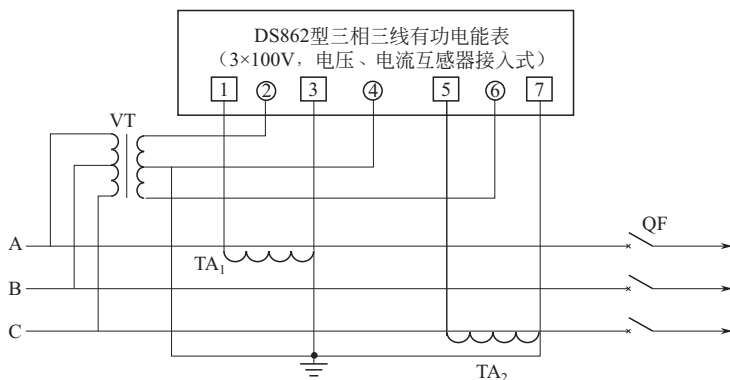 DS862型三相三线有功电能表
（3×100V，电压、电流互感器接入式）
1 ② 3 ④ 5 ⑥ 7
VT
QF
A
TA₁
B
C
TA₂